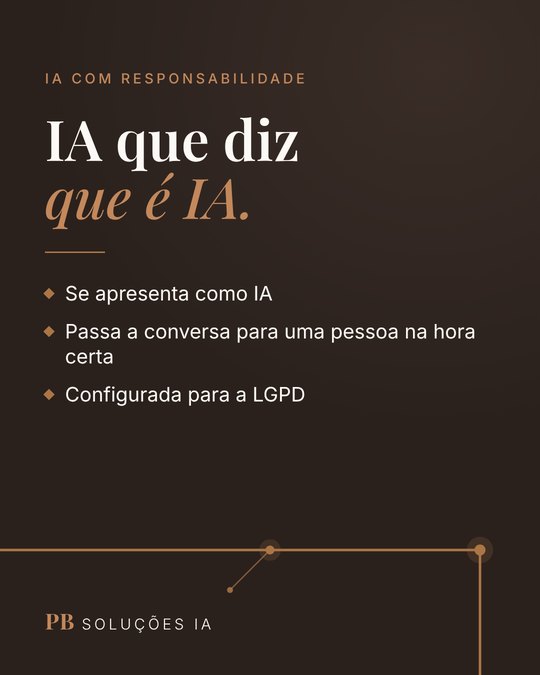 IA COM RESPONSABILIDADE
IA que diz
que é IA.
Se apresenta como IA
Passa a conversa para uma pessoa na hora
certa
Configurada para a LGPD
PB SOLUÇÕES IA